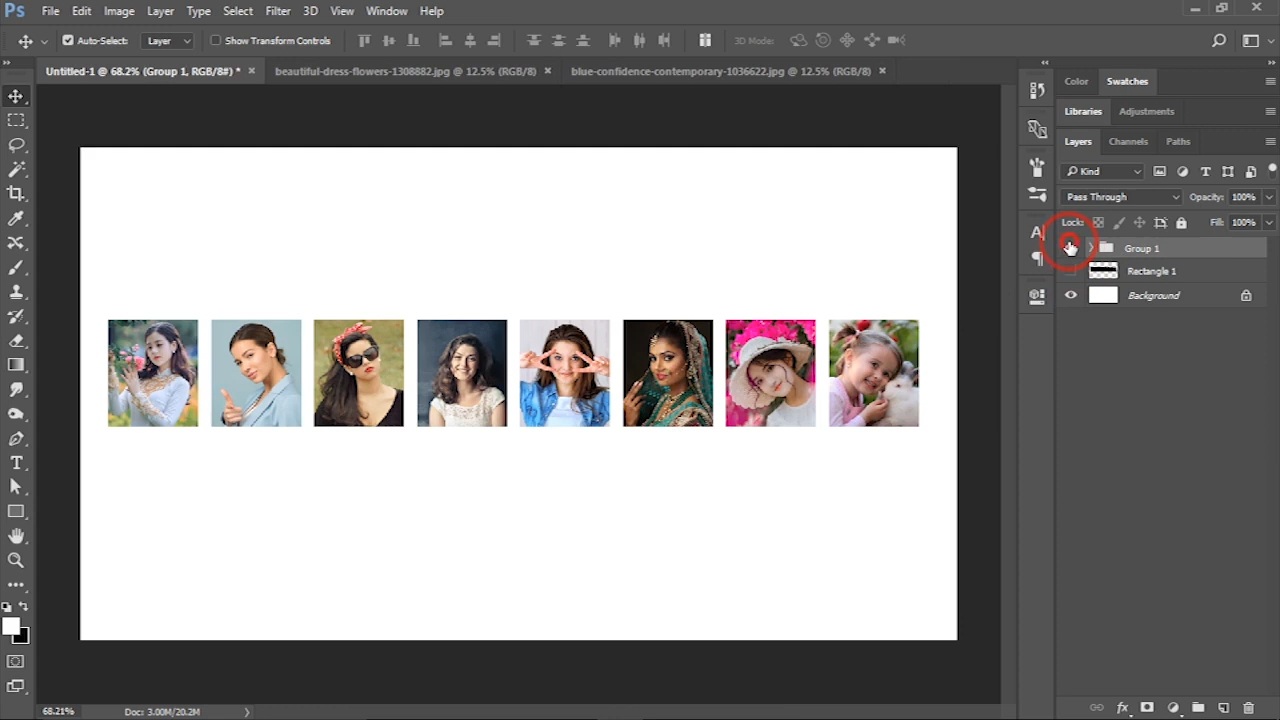 Ps File Edit Image Layer Type Select Filter 3D View Window Help
Auto-Select: Layer Show Transform Controls 3D Mode:
Untitled-1 @ 68.2% (Group 1, RGB/8#) * × beautiful-dress-flowers-1308882.jpg @ 12.5% (RGB/8) × blue-confidence-contemporary-1036622.jpg @ 12.5% (RGB/8) ×
Color Swatches
Libraries Adjustments
Layers Channels Paths
Kind
Pass Through Opacity: 100%
Lock: Fill: 100%
Group 1
Rectangle 1
Background
68.21% Doc: 3.00M/20.2M